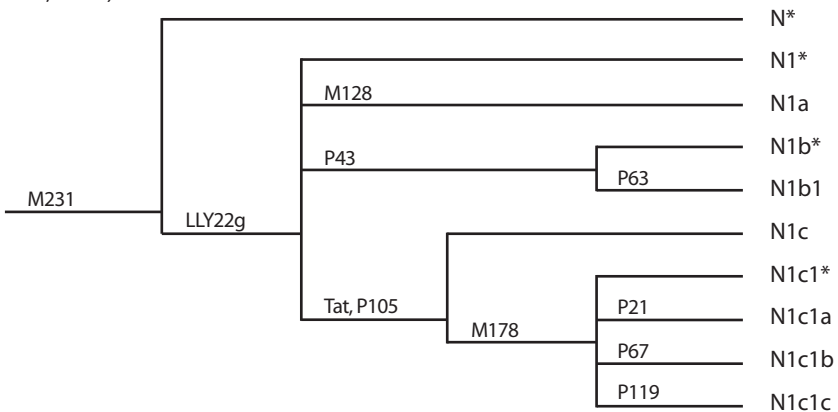 N*
N1*
M128
N1a
N1b*
P43
P63
N1b1
M231
LLY22g
N1c
N1c1*
Tat, P105
P21
N1c1a
M178
P67
N1c1b
P119
N1c1c